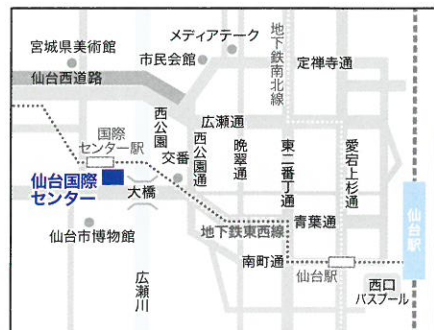 メディアテーク
宮城県美術館
市民会館
地下鉄南北線
定禅寺通
仙台西道路
西公園
広瀬通
国際
センター駅
交番
西公園通
晩翠通
東二番丁通
愛宕上杉通
仙台国際
センター
大橋
仙台駅
仙台市博物館
地下鉄東西線
青葉通
広瀬川
南町通
仙台駅
西口
バスプール